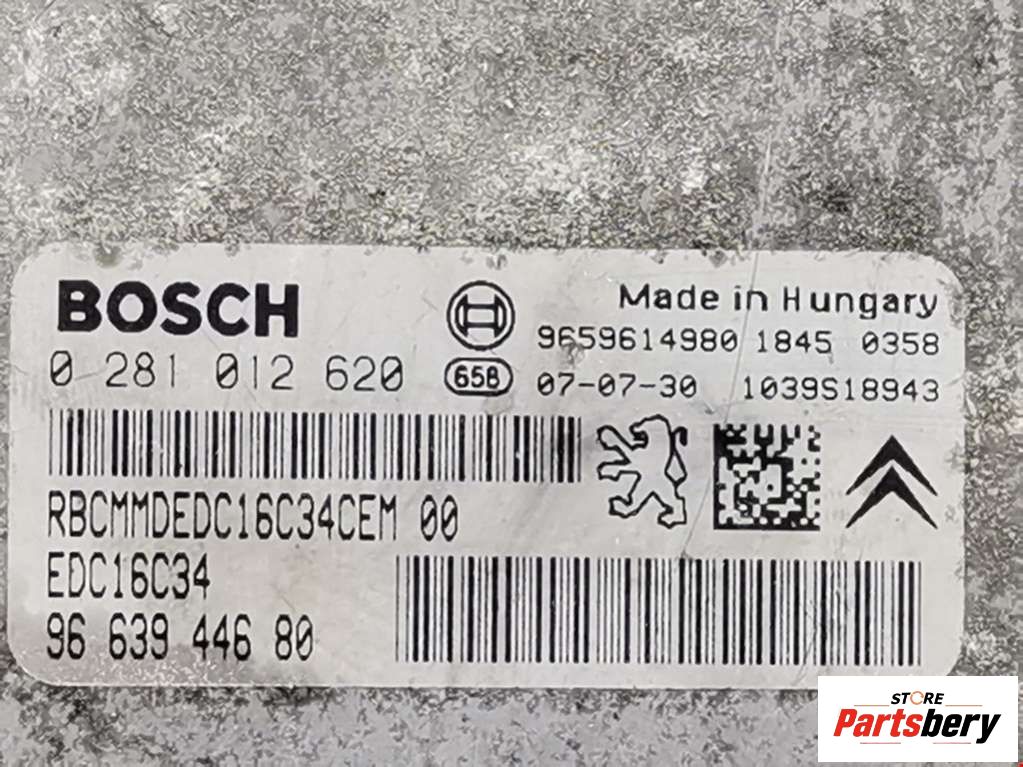 BOSCH
Made in Hungary
9659614980 1845 0358
0 281 012 620 658 07-07-30 1039S18943
RBCMMDEDC16C34CEM 00
EDC16C34
96 639 446 80
STORE
Partsbery